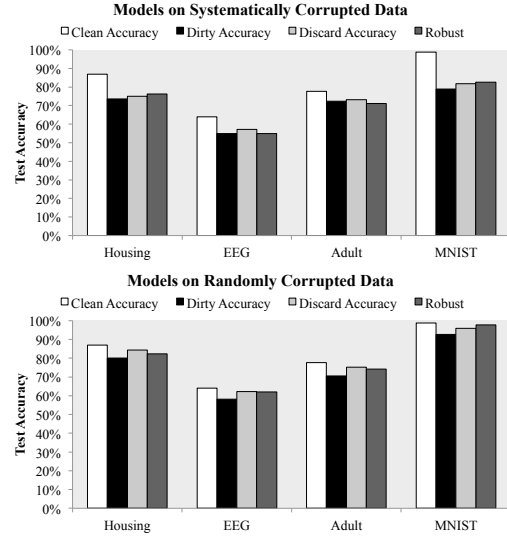 Models on Systematically Corrupted Data
Clean Accuracy Dirty Accuracy Discard Accuracy Robust
100%
90%
80%
70%
60%
50%
40%
30%
20%
10%
0%
Test Accuracy
Housing EEG Adult MNIST
Models on Randomly Corrupted Data
Clean Accuracy Dirty Accuracy Discard Accuracy Robust
100%
90%
80%
70%
60%
50%
40%
30%
20%
10%
0%
Test Accuracy
Housing EEG Adult MNIST